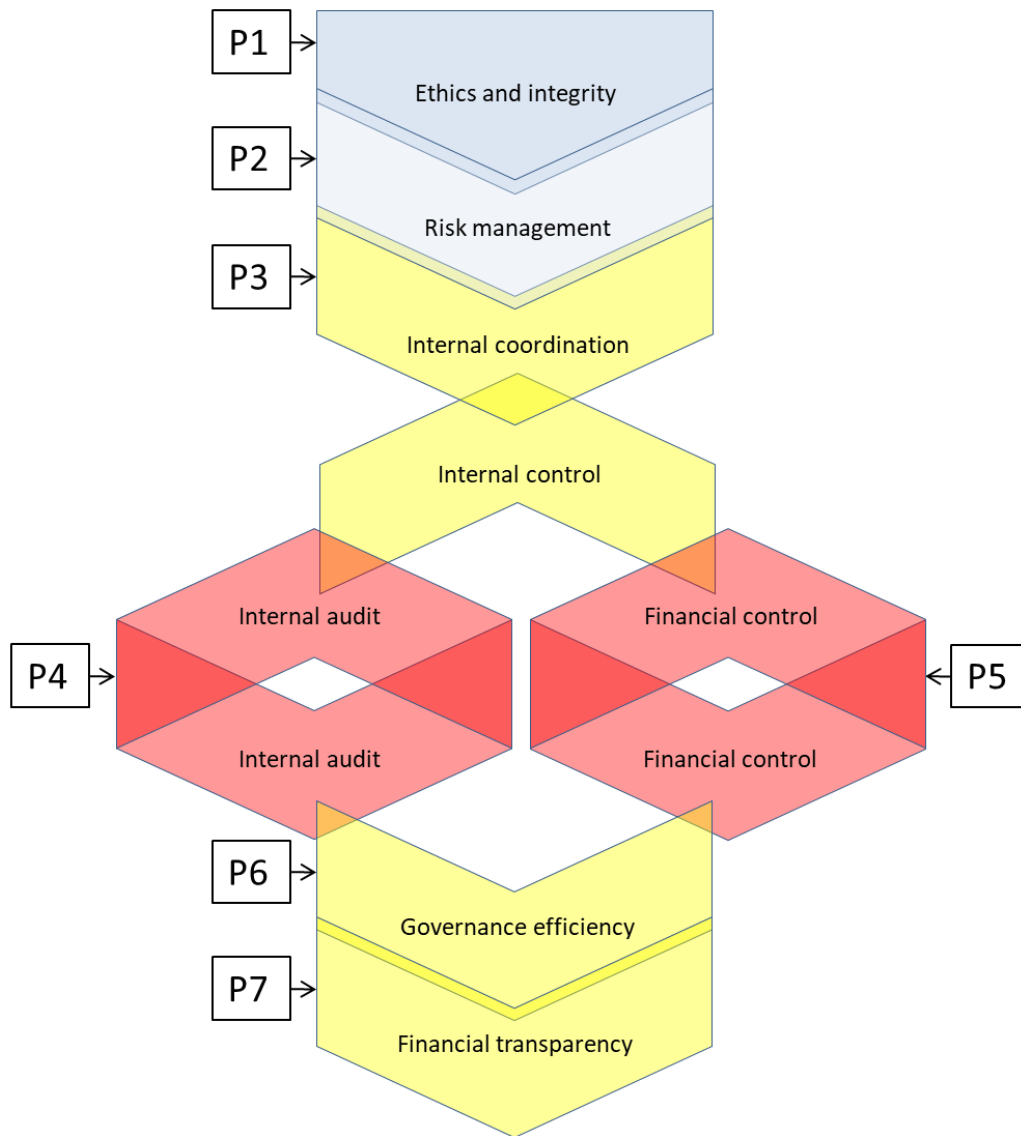 P1
Ethics and integrity
P2
Risk management
P3
Internal coordination
Internal control
Internal audit
Financial control
P4
P5
Internal audit
Financial control
P6
Governance efficiency
P7
Financial transparency